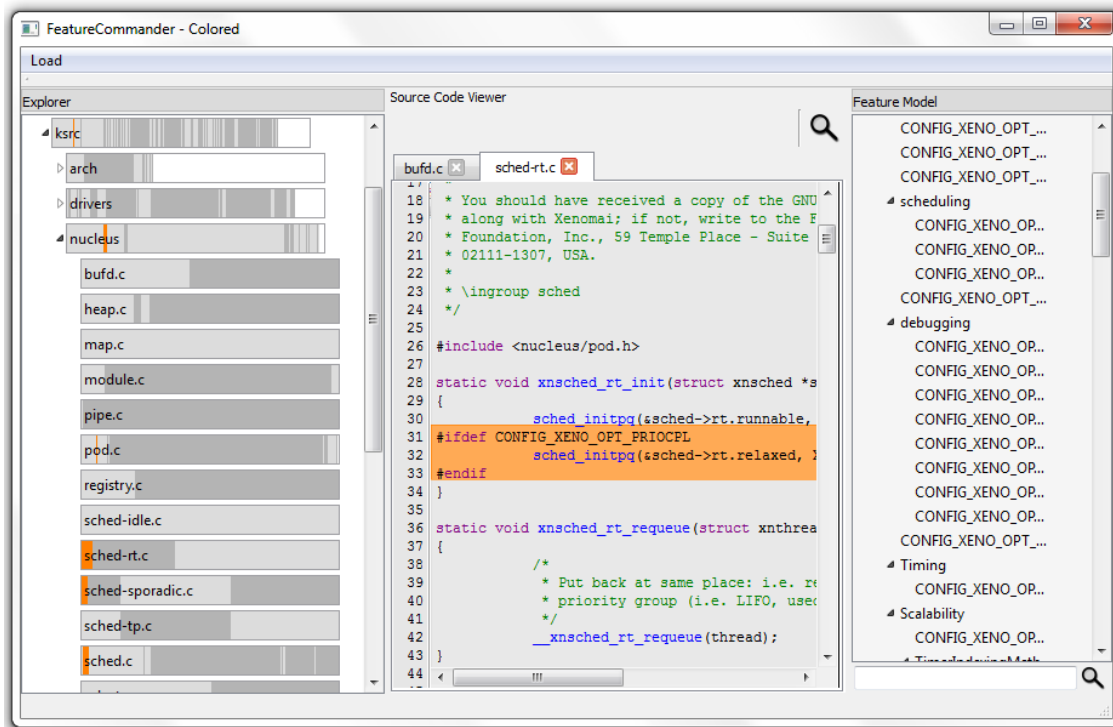 FeatureCommander - Colored
Load
Explorer
ksrc
arch
drivers
nucleus
bufd.c
heap.c
map.c
module.c
pipe.c
pod.c
registry.c
sched-idle.c
sched-rt.c
sched-sporadic.c
sched-tp.c
sched.c
Source Code Viewer
bufd.c
sched-rt.c
17 *
18 * You should have received a copy of the GNU
19 * along with Xenomai; if not, write to the F
20 * Foundation, Inc., 59 Temple Place - Suite
21 * 02111-1307, USA.
22 *
23 * \ingroup sched
24 */
25
26 #include <nucleus/pod.h>
27
28 static void xnsched_rt_init(struct xnsched *s
29 {
30 sched_initpq(&sched->rt.runnable,
31 #ifdef CONFIG_XENO_OPT_PRIOCPL
32 sched_initpq(&sched->rt.relaxed, X
33 #endif
34 }
35
36 static void xnsched_rt_requeue(struct xnthrea
37 {
38 /*
39 * Put back at same place: i.e. re
40 * priority group (i.e. LIFO, used
41 */
42 __xnsched_rt_requeue(thread);
43 }
44
Feature Model
CONFIG_XENO_OPT_...
CONFIG_XENO_OPT_...
CONFIG_XENO_OPT_...
scheduling
CONFIG_XENO_OP...
CONFIG_XENO_OP...
CONFIG_XENO_OP...
CONFIG_XENO_OPT_...
debugging
CONFIG_XENO_OP...
CONFIG_XENO_OP...
CONFIG_XENO_OP...
CONFIG_XENO_OP...
CONFIG_XENO_OP...
CONFIG_XENO_OP...
CONFIG_XENO_OP...
CONFIG_XENO_OP...
CONFIG_XENO_OPT_...
Timing
CONFIG_XENO_OP...
Scalability
CONFIG_XENO_OP...